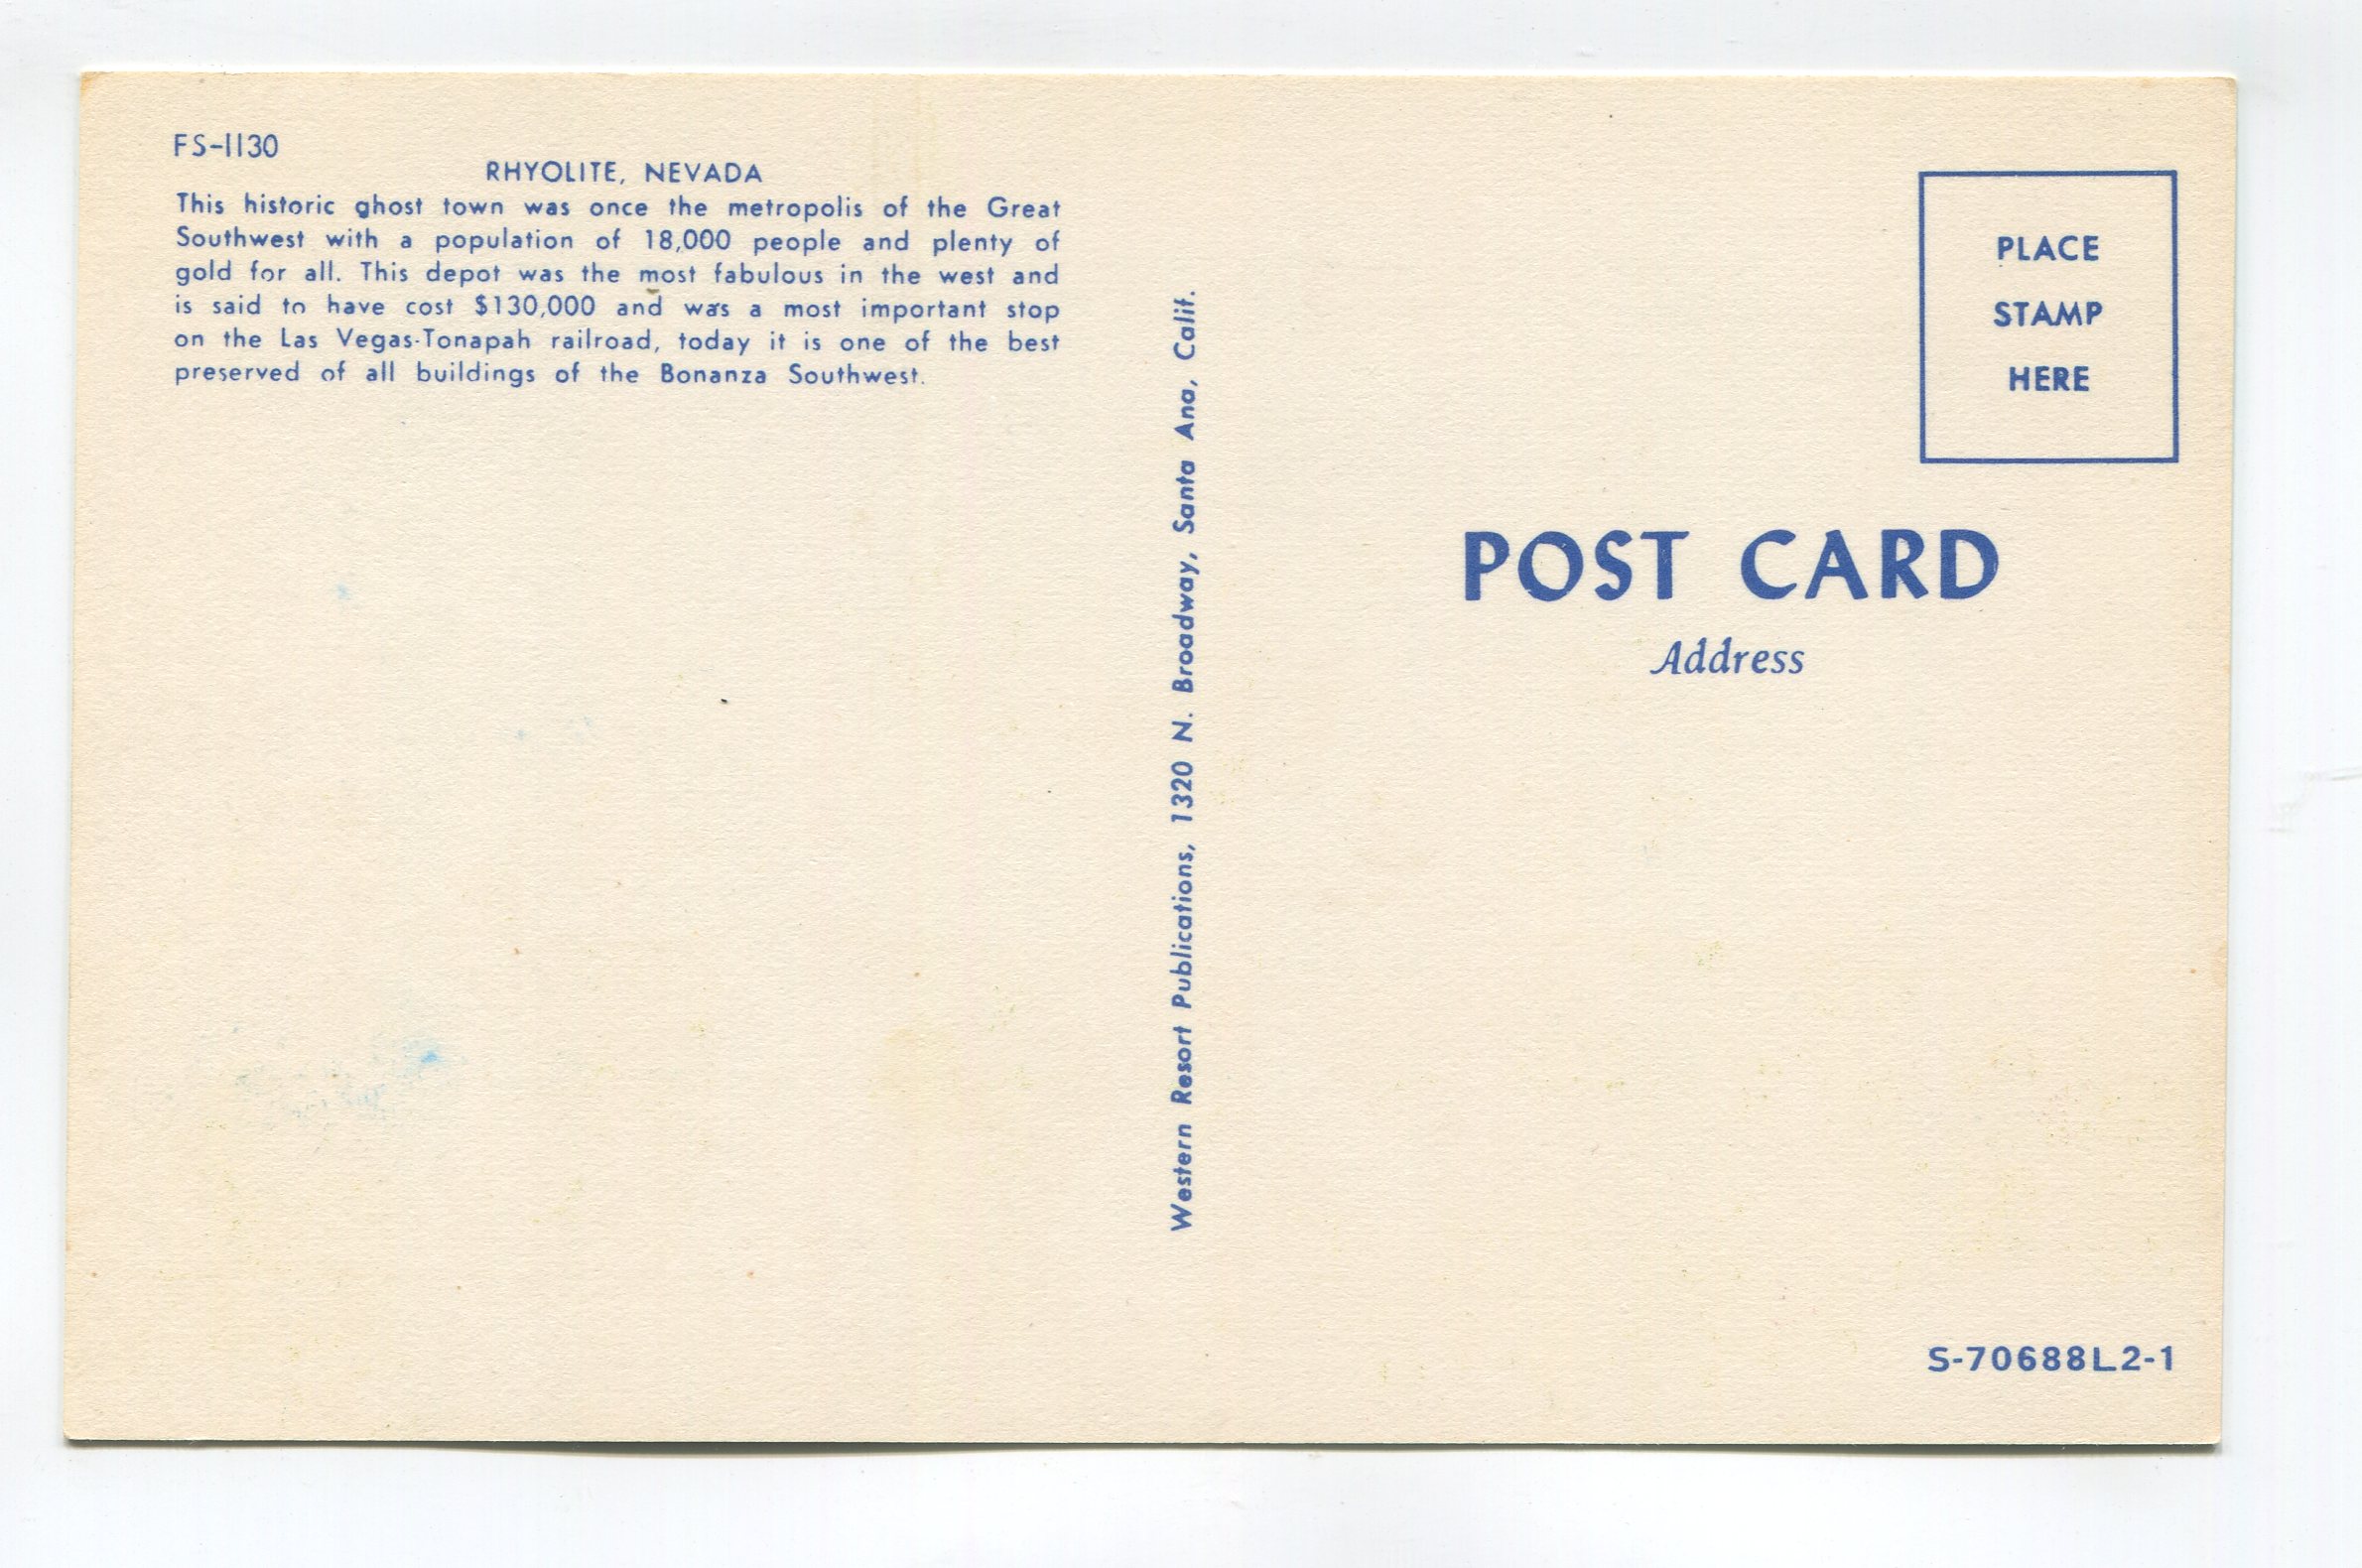 FS-1130
RHYOLITE, NEVADA
This historic ghost town was once the metropolis of the Great
Southwest with a population of 18,000 people and plenty of
gold for all. This depot was the most fabulous in the west and
is said to have cost $130,000 and was a most important stop
on the Las Vegas-Tonapah railroad, today it is one of the best
preserved of all buildings of the Bonanza Southwest.
Western Resort Publications, 1320 N. Broadway, Santa Ana, Calif.
PLACE
STAMP
HERE
POST CARD
Address
S-70688L2-1